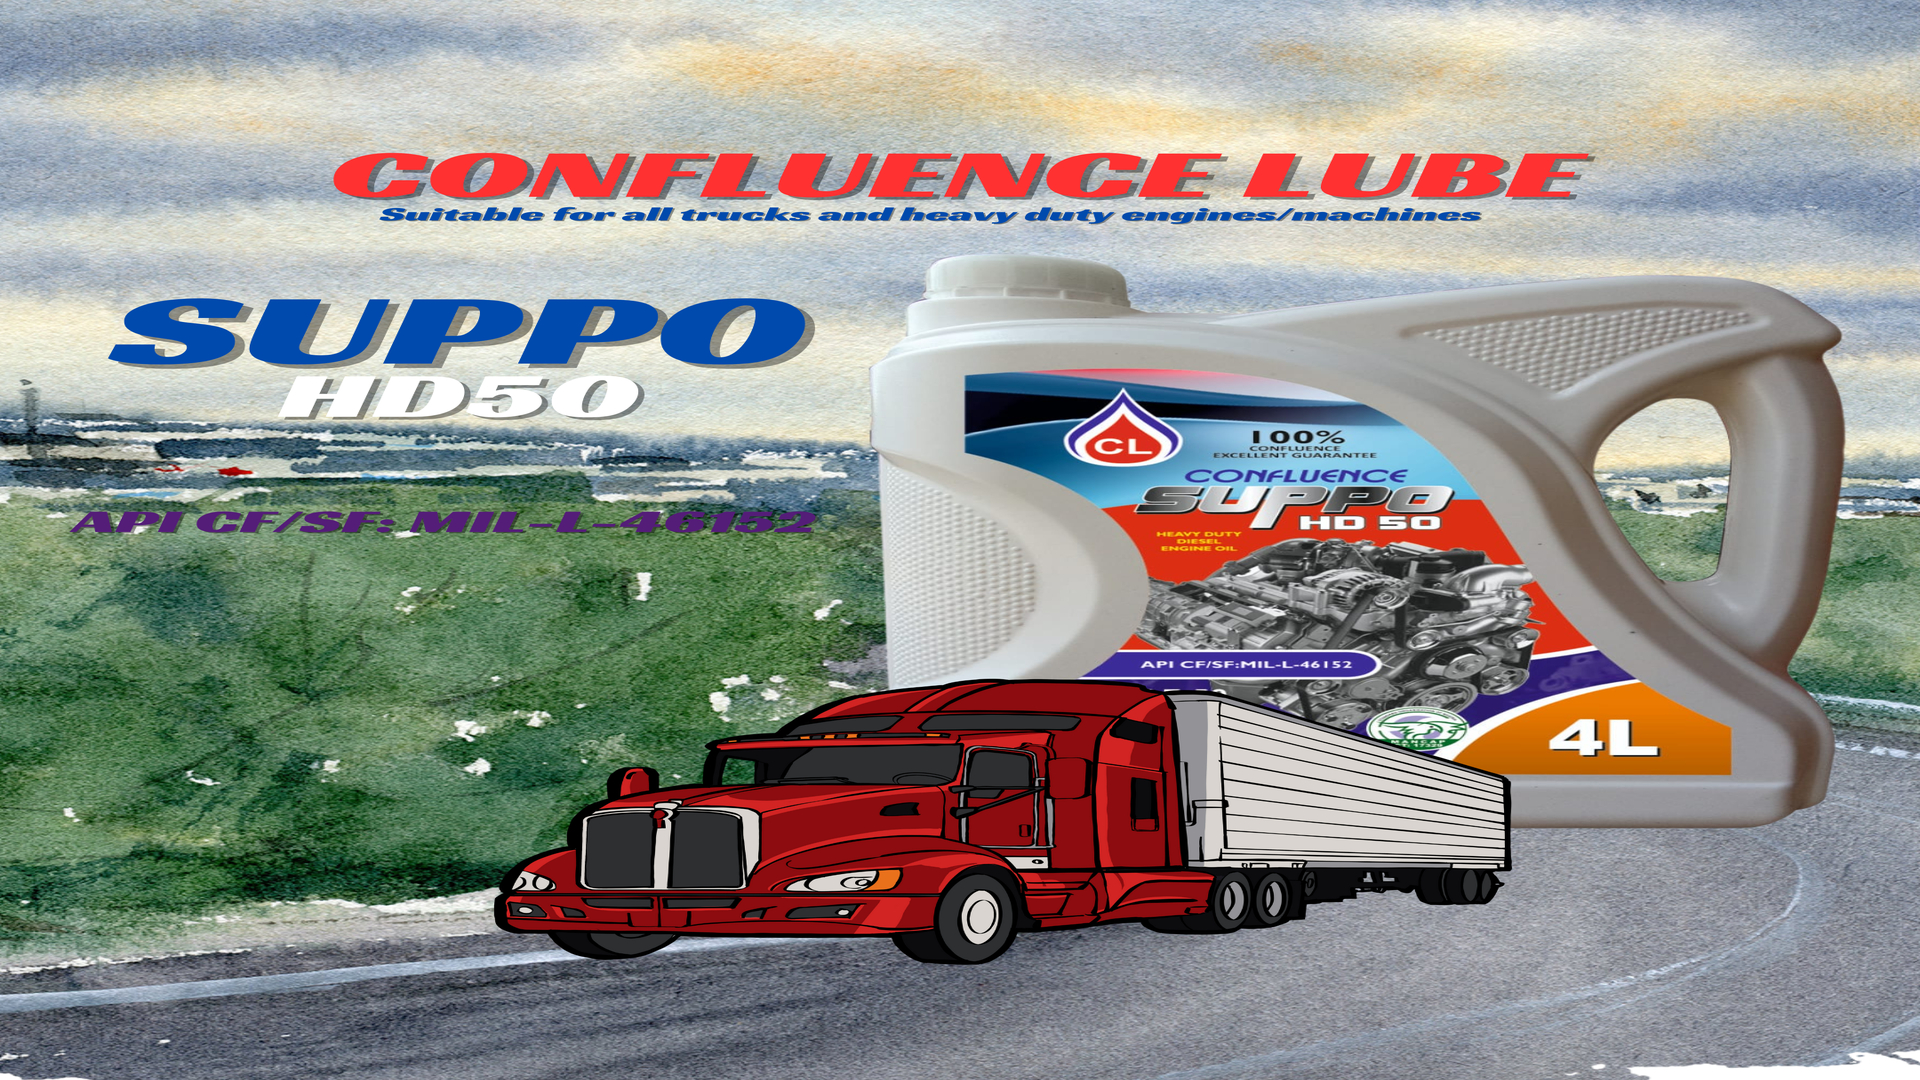 CONFLUENCE LUBE
Suitable for all trucks and heavy duty engines/machines
SUPPO
HD50
API CF/SF: MIL-L-46152
CL
100%
CONFLUENCE
EXCELLENT GUARANTEE
CONFLUENCE
SUPPO
HD 50
HEAVY DUTY
DIESEL
ENGINE OIL
API CF/SF:MIL-L-46152
MANCAP
4L